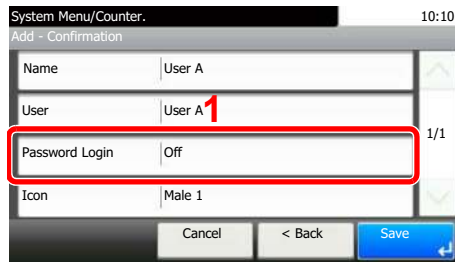 System Menu/Counter. 10:10
Add - Confirmation
Name User A
User User A 1
1/1
Password Login Off
Icon Male 1
Cancel < Back Save